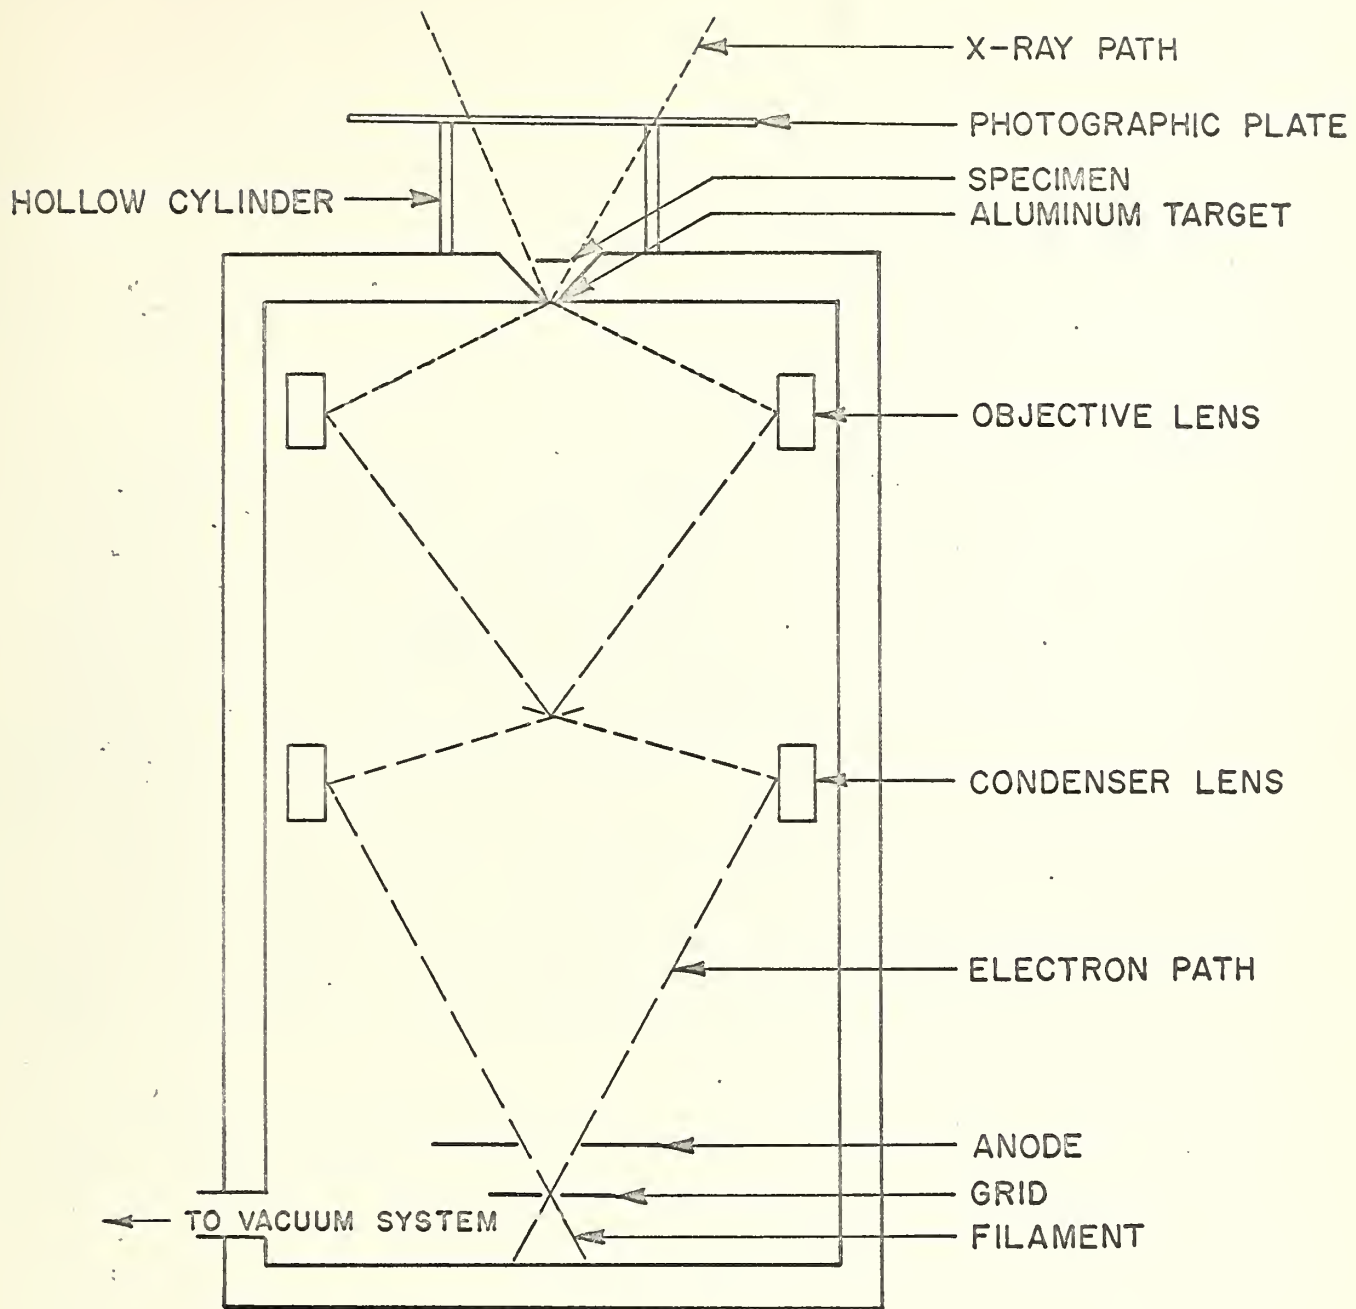 X-RAY PATH
PHOTOGRAPHIC PLATE
SPECIMEN
HOLLOW CYLINDER
ALUMINUM TARGET
OBJECTIVE LENS
CONDENSER LENS
ELECTRON PATH
ANODE
GRID
TO VACUUM SYSTEM
FILAMENT